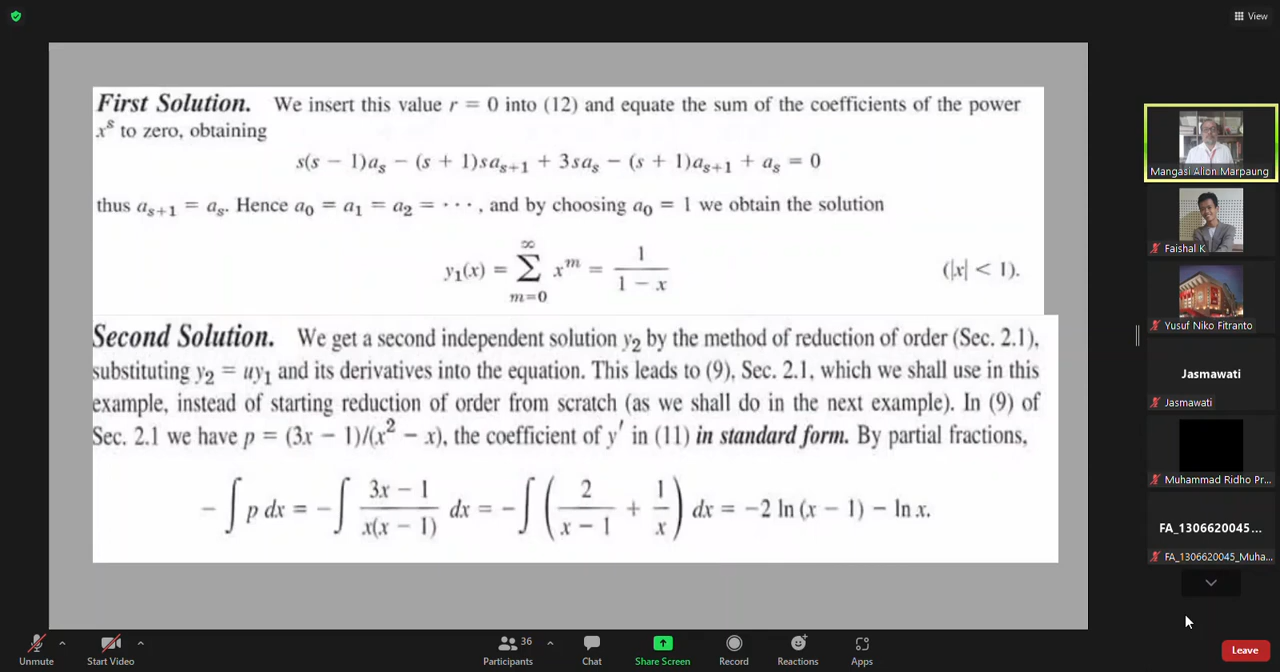 View
First Solution. We insert this value r = 0 into (12) and equate the sum of the coefficients of the power
x^s to zero, obtaining
s(s − 1)a_s − (s + 1)sa_{s+1} + 3sa_s − (s + 1)a_{s+1} + a_s = 0
thus a_{s+1} = a_s. Hence a_0 = a_1 = a_2 = · · · , and by choosing a_0 = 1 we obtain the solution
y_1(x) = ∑_{m=0}^{∞} x^m = 1/(1 − x) (|x| < 1).
Second Solution. We get a second independent solution y_2 by the method of reduction of order (Sec. 2.1),
substituting y_2 = uy_1 and its derivatives into the equation. This leads to (9), Sec. 2.1, which we shall use in this
example, instead of starting reduction of order from scratch (as we shall do in the next example). In (9) of
Sec. 2.1 we have p = (3x − 1)/(x^2 − x), the coefficient of y′ in (11) in standard form. By partial fractions,
− ∫ p dx = − ∫ (3x − 1)/(x(x − 1)) dx = − ∫ (2/(x − 1) + 1/x) dx = −2 ln (x − 1) − ln x.
Mangasi Alion Marpaung
Faishal K
Yusuf Niko Fitranto
Jasmawati
Jasmawati
Muhammad Ridho Pr...
FA_1306620045...
FA_1306620045_Muha...
Unmute
Start Video
Participants
36
Chat
Share Screen
Record
Reactions
Apps
Leave